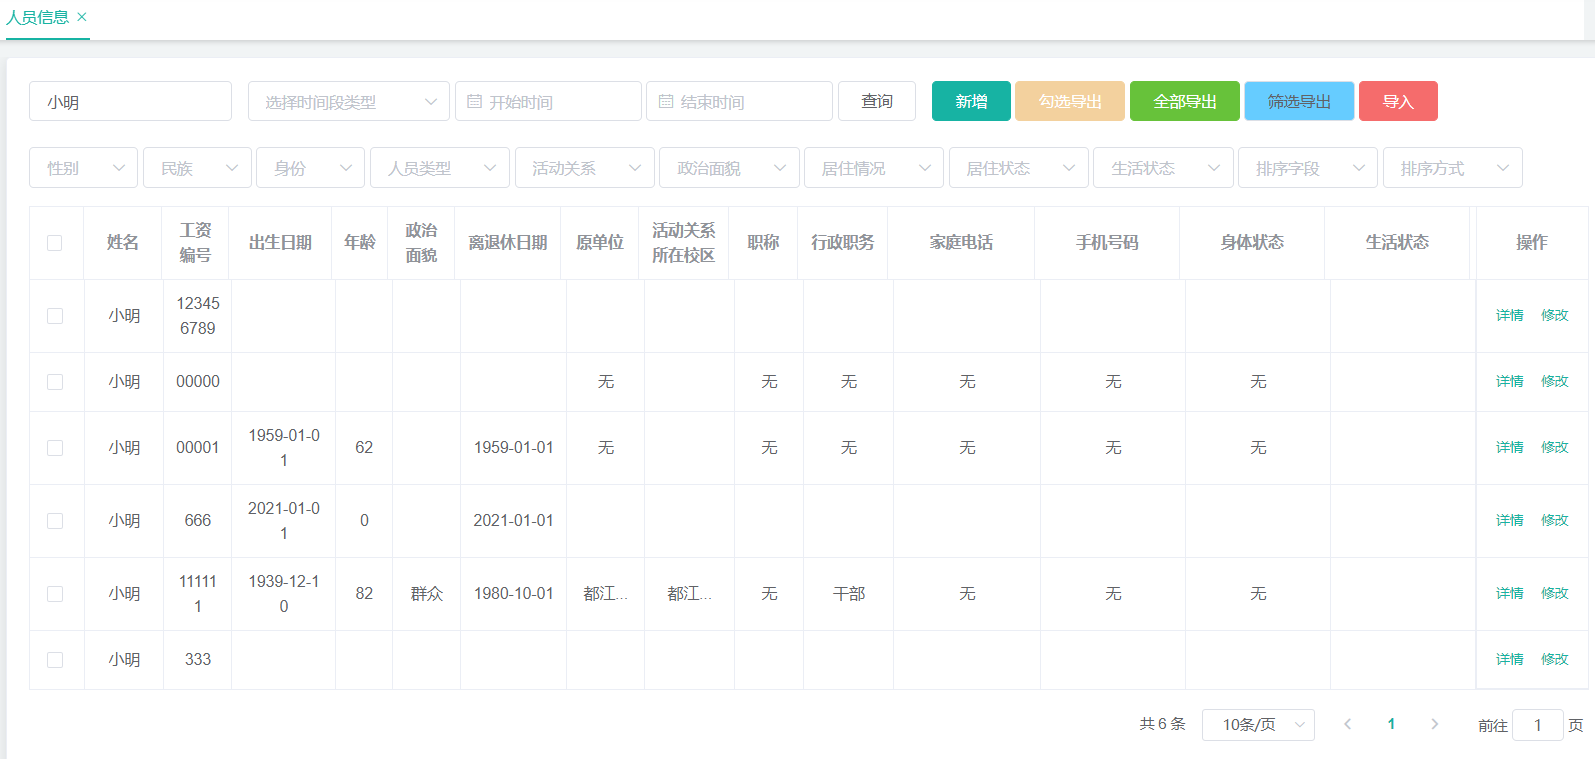 人员信息 ×
小明 选择时间段类型 开始时间 结束时间 查询 新增 勾选导出 全部导出 筛选导出 导入
性别 民族 身份 人员类型 活动关系 政治面貌 居住情况 居住状态 生活状态 排序字段 排序方式
姓名 工资 出生日期 年龄 政治 离退休日期 原单位 活动关系 职称 行政职务 家庭电话 手机号码 身体状态 生活状态 操作
编号 面貌 所在校区
小明 12345 详情 修改
6789
小明 00000 无 无 无 无 无 无 详情 修改
小明 00001 1959-01-0 62 1959-01-01 无 无 无 无 无 无 详情 修改
1
小明 666 2021-01-0 0 2021-01-01 详情 修改
1
小明 11111 1939-12-1 82 群众 1980-10-01 都江... 都江... 无 干部 无 无 无 详情 修改
1 0
小明 333 详情 修改
共 6 条 10条/页 1 前往 1 页